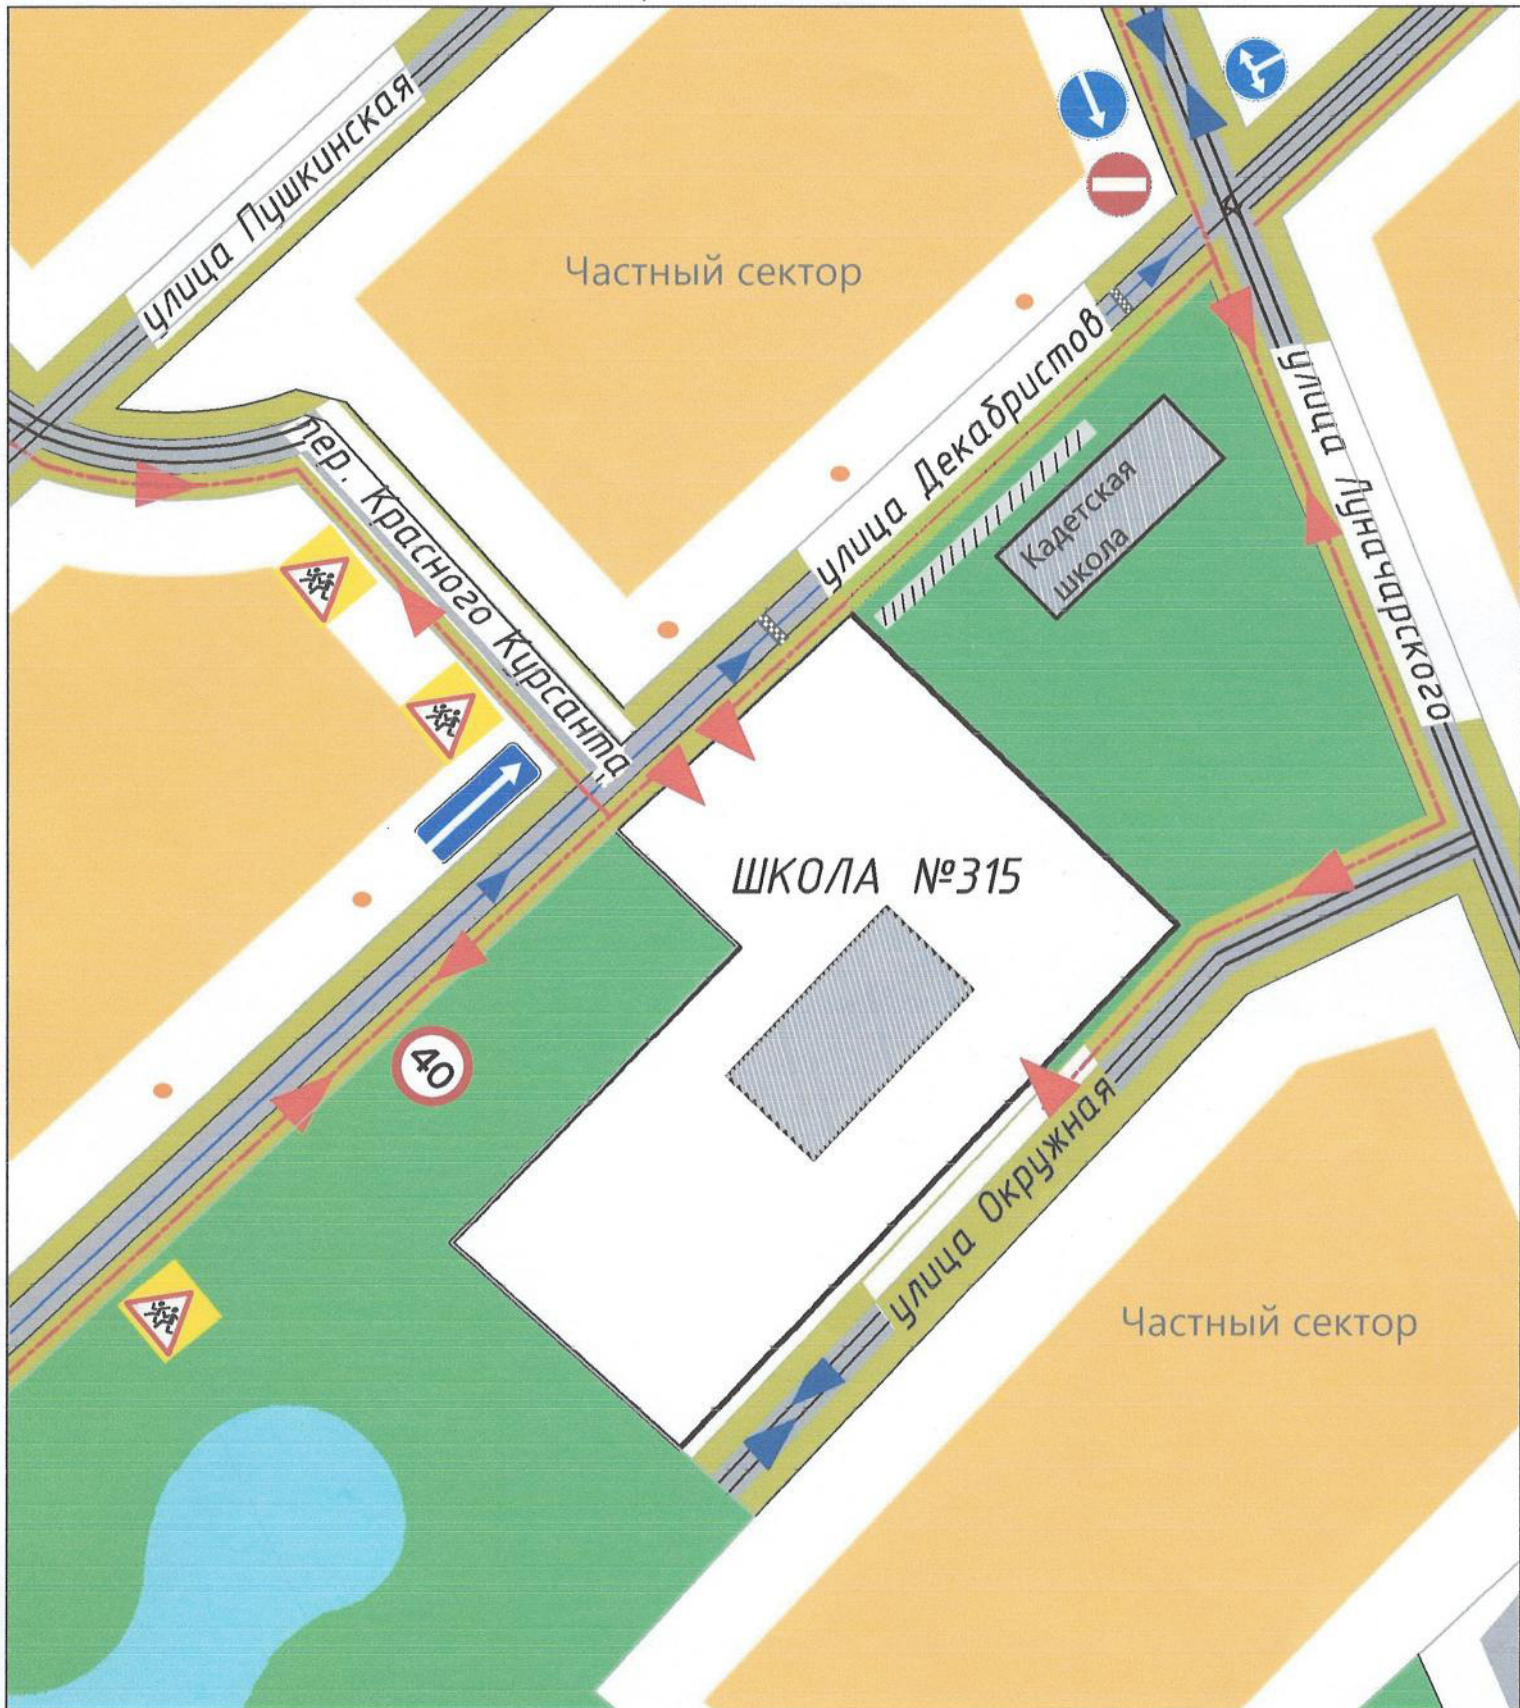 улица Пушкинская
Частный сектор
пер. Красного Курсанта
улица Декабристов
улица Луначарского
Кадетская
школа
ШКОЛА №315
40
улица Окружная
Частный сектор